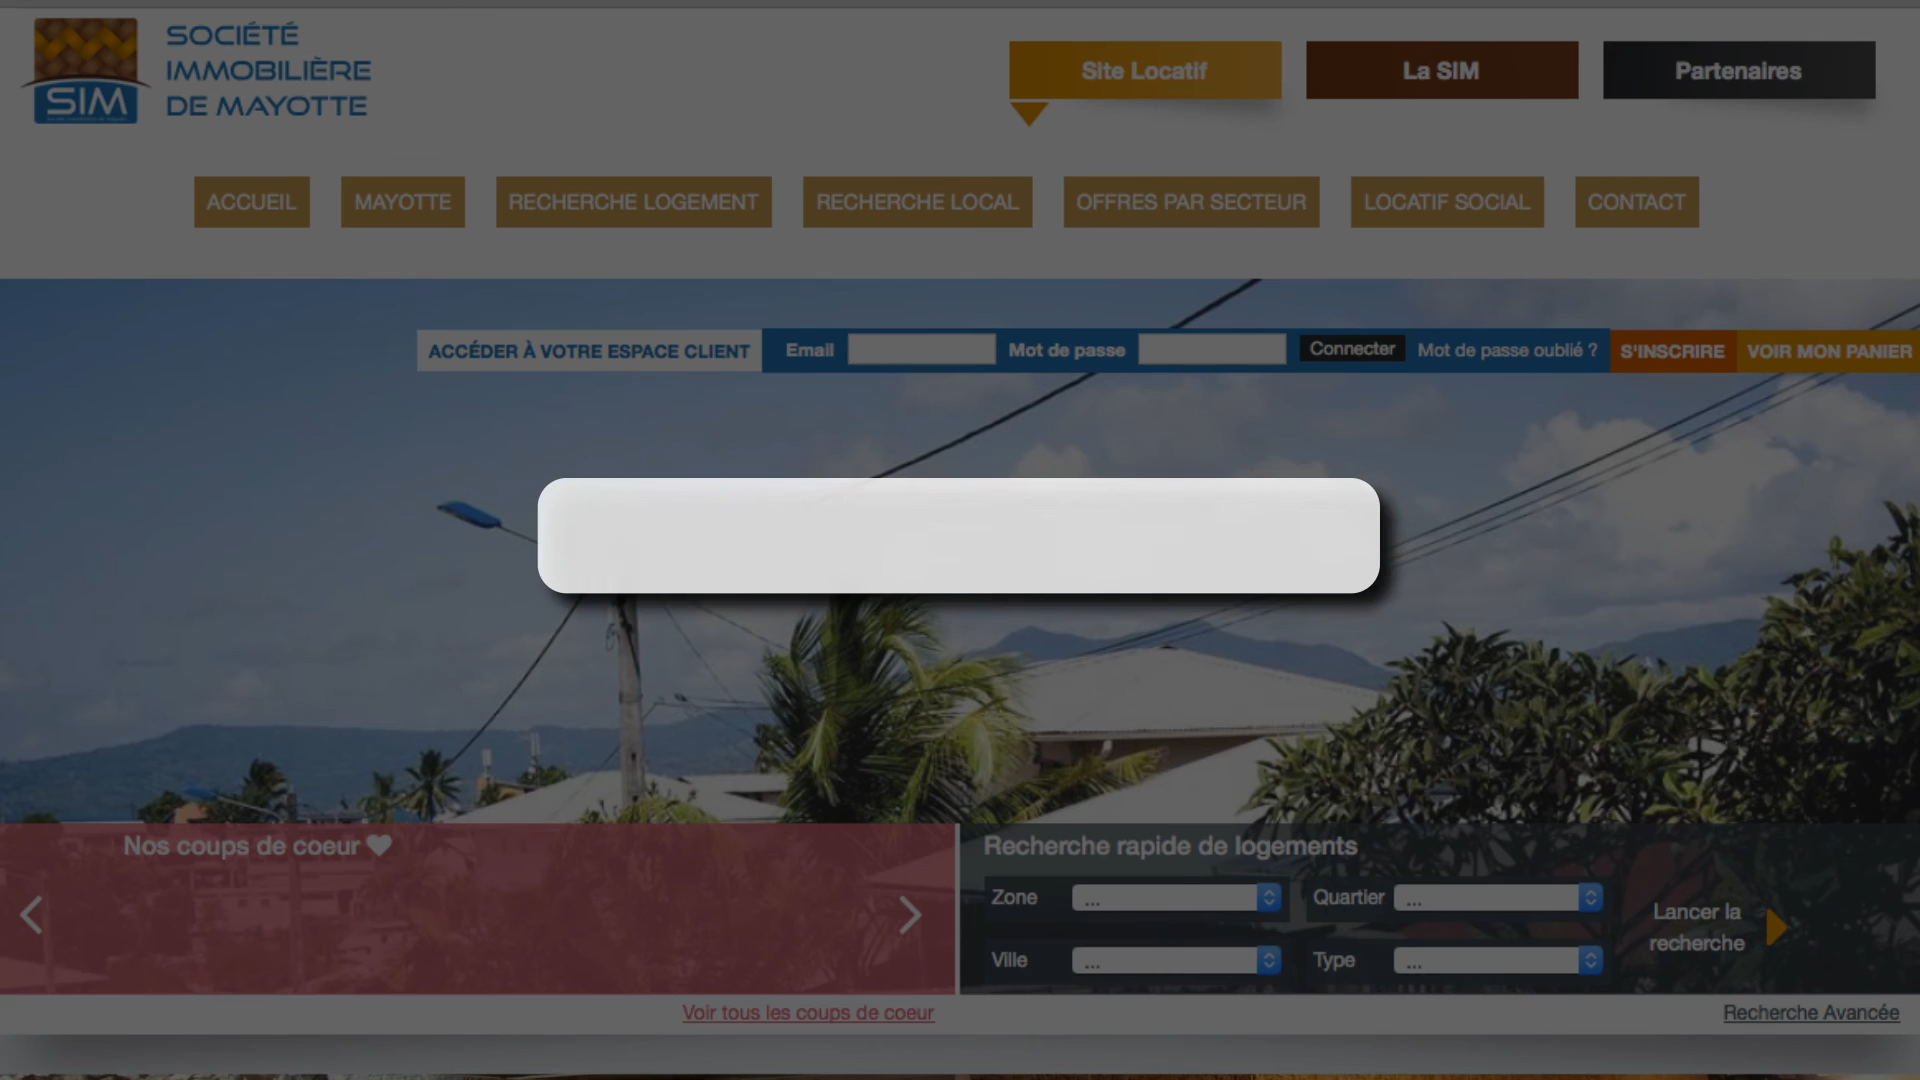 SOCIÉTÉ
IMMOBILIÈRE
DE MAYOTTE
SIM
Site Locatif
La SIM
Partenaires
ACCUEIL
MAYOTTE
RECHERCHE LOGEMENT
RECHERCHE LOCAL
OFFRES PAR SECTEUR
LOCATIF SOCIAL
CONTACT
ACCÉDER À VOTRE ESPACE CLIENT
Email
Mot de passe
Connecter
Mot de passe oublié ?
S'INSCRIRE
VOIR MON PANIER
Nos coups de coeur
Recherche rapide de logements
Zone
...
Quartier
...
Ville
...
Type
...
Lancer la
recherche
Voir tous les coups de coeur
Recherche Avancée